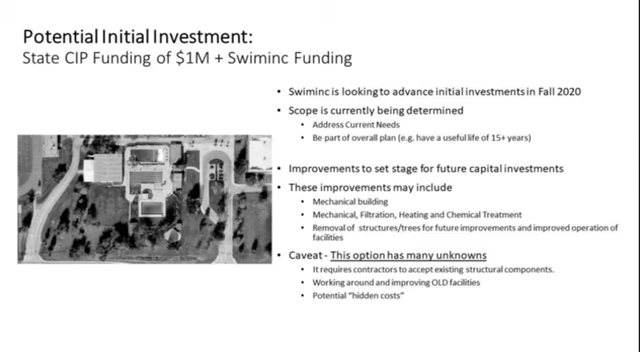 Potential Initial Investment:
State CIP Funding of $1M + Swiminc Funding
• Swiminc is looking to advance initial investments in Fall 2020
• Scope is currently being determined
• Address Current Needs
• Be part of overall plan (e.g. have a useful life of 15+ years)
• Improvements to set stage for future capital investments
• These improvements may include
• Mechanical building
• Mechanical, Filtration, Heating and Chemical Treatment
• Removal of structures/trees for future improvements and improved operation of
facilities
• Caveat - This option has many unknowns
• It requires contractors to accept existing structural components.
• Working around and improving OLD facilities
• Potential "hidden costs"